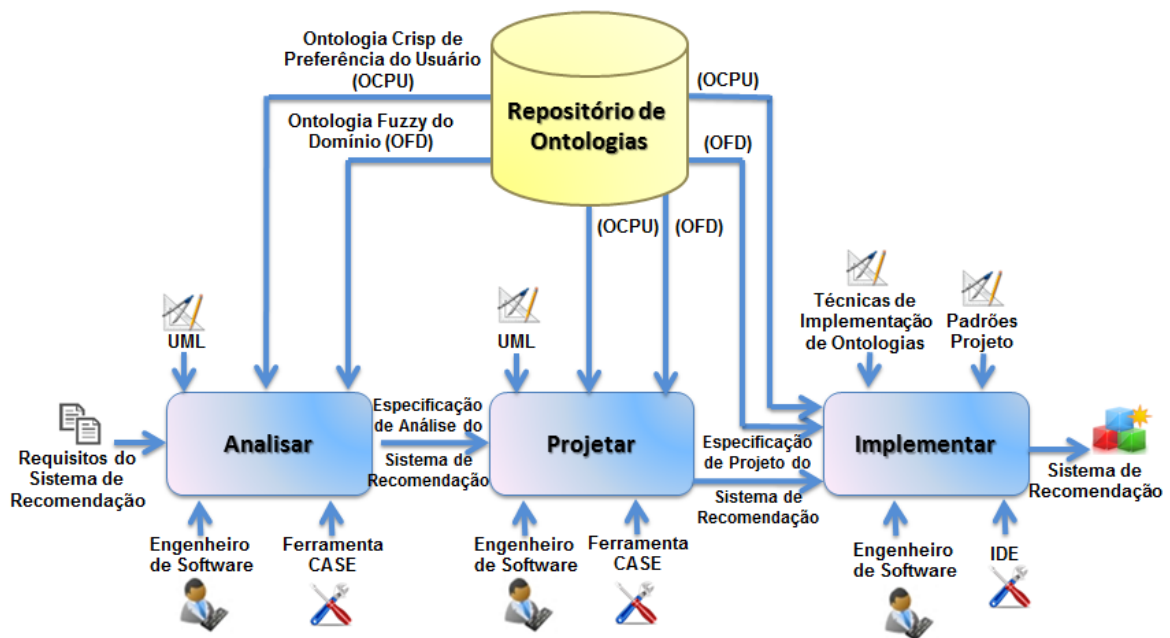 Ontologia Crisp de
Preferência do Usuário
(OCPU)
Ontologia Fuzzy do
Domínio (OFD)
Repositório de
Ontologias
(OCPU)
(OFD)
(OCPU)
(OFD)
UML
UML
Técnicas de
Implementação
de Ontologias
Padrões
Projeto
Requisitos do
Sistema de
Recomendação
Analisar
Especificação
de Análise do
Sistema de
Recomendação
Projetar
Especificação
de Projeto do
Sistema de
Recomendação
Implementar
Sistema de
Recomendação
Engenheiro
de Software
Ferramenta
CASE
Engenheiro
de Software
Ferramenta
CASE
Engenheiro
de Software
IDE